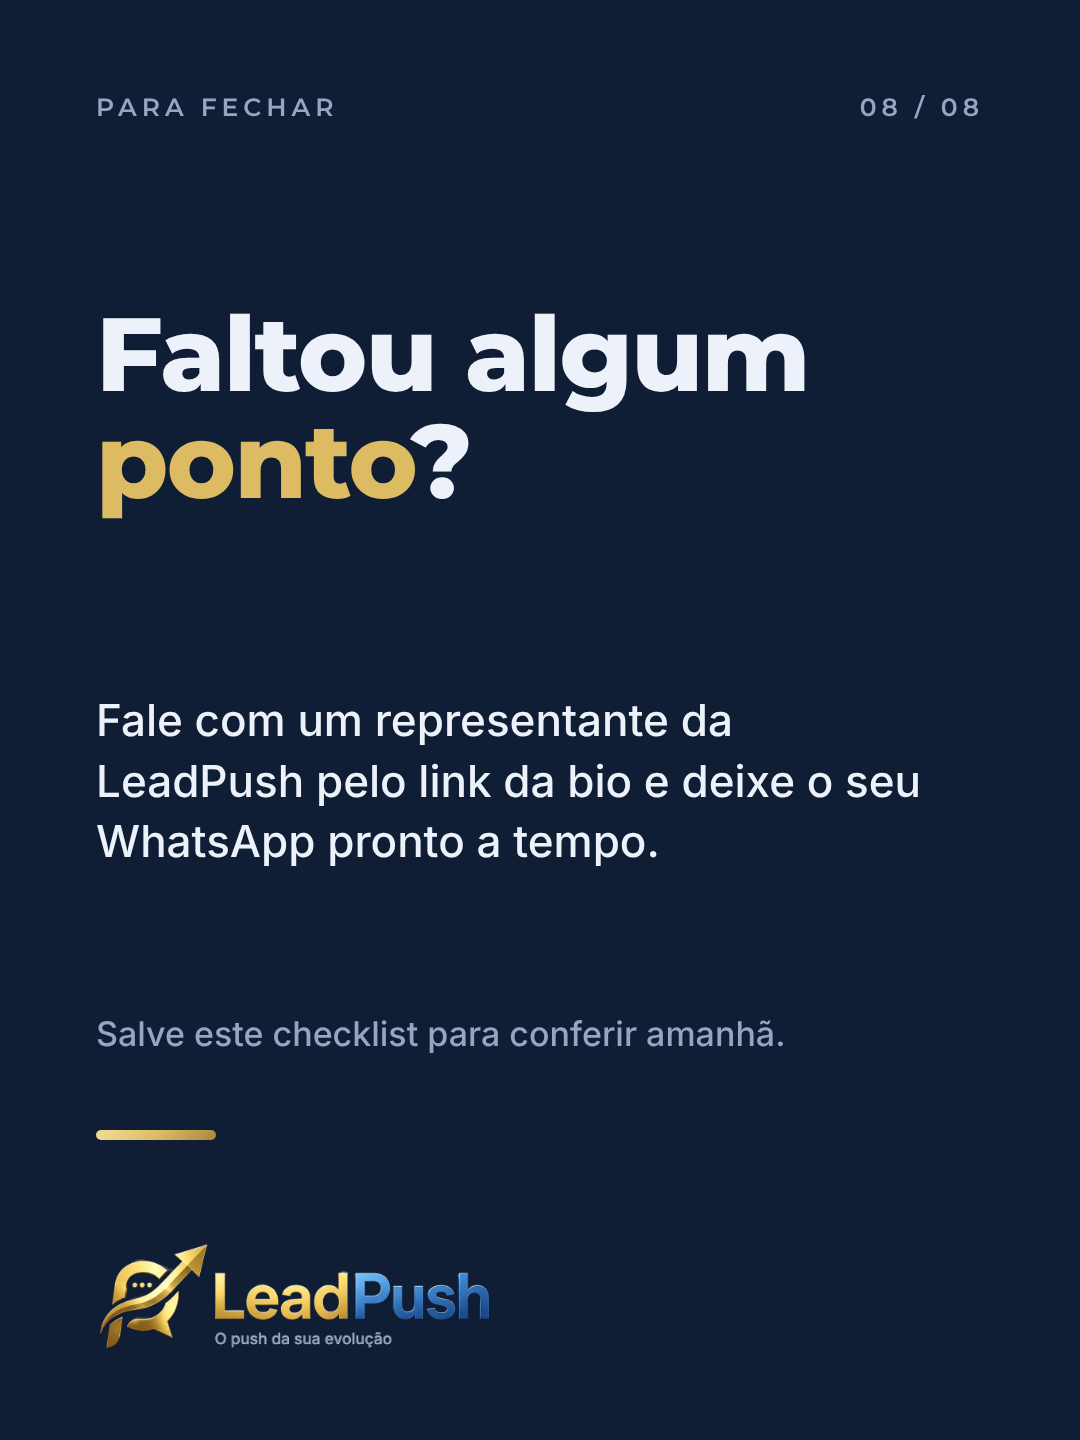 PARA FECHAR
08 / 08
Faltou algum
ponto?
Fale com um representante da
LeadPush pelo link da bio e deixe o seu
WhatsApp pronto a tempo.
Salve este checklist para conferir amanhã.
LeadPush
O push da sua evolução